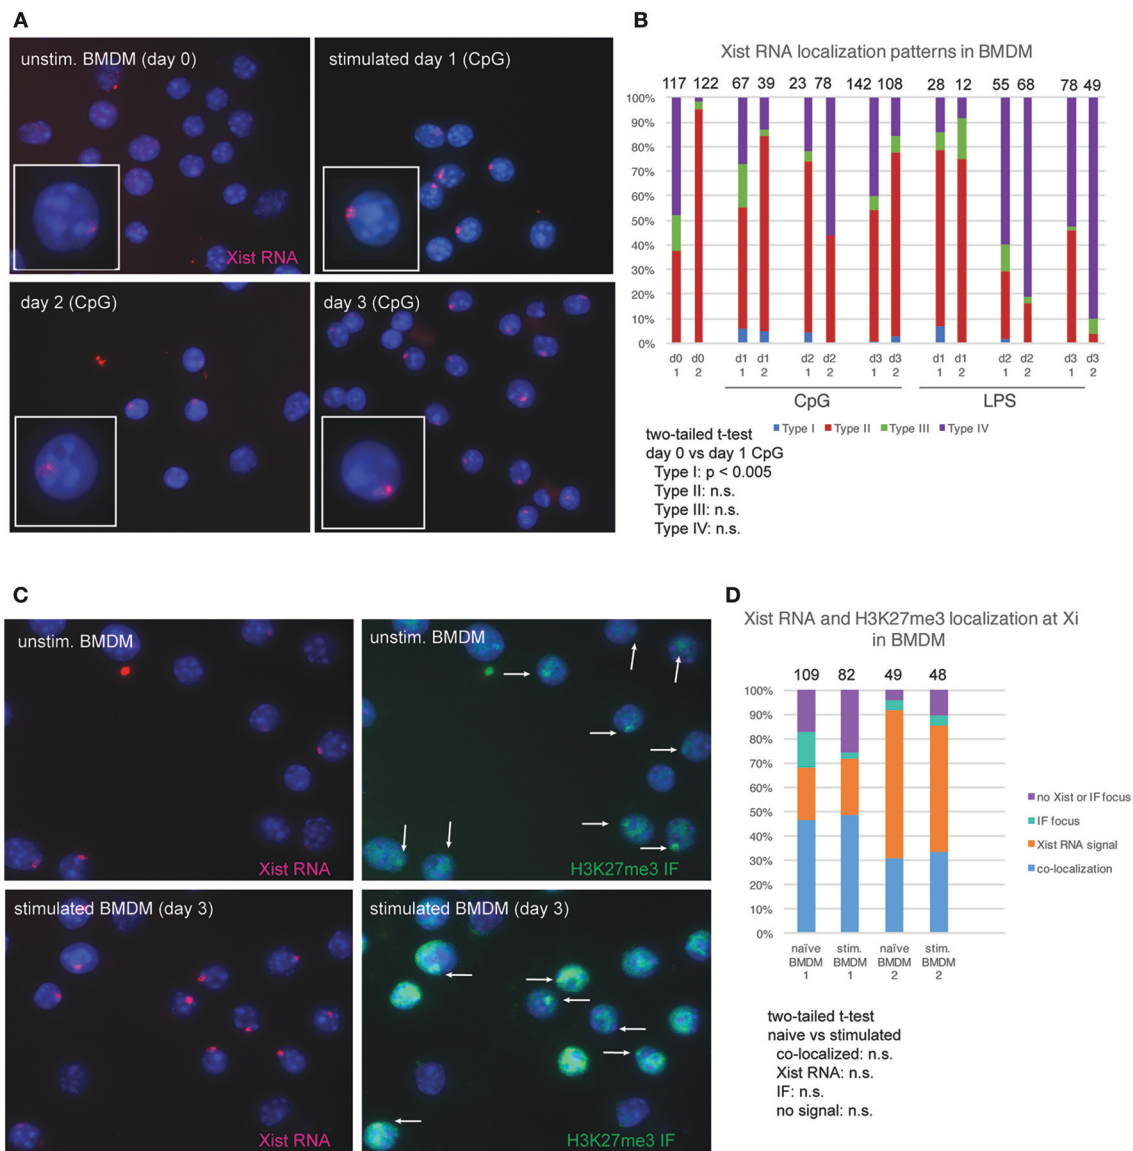 A
unstim. BMDM (day 0)
Xist RNA
stimulated day 1 (CpG)
day 2 (CpG)
day 3 (CpG)
B
Xist RNA localization patterns in BMDM
117 122 67 39 23 78 142 108 28 12 55 68 78 49
100%
90%
80%
70%
60%
50%
40%
30%
20%
10%
0%
d0 d0 d1 d1 d2 d2 d3 d3 d1 d1 d2 d2 d3 d3
1 2 1 2 1 2 1 2 1 2 1 2 1 2
CpG LPS
Type I Type II Type III Type IV
two-tailed t-test
day 0 vs day 1 CpG
Type I: p < 0.005
Type II: n.s.
Type III: n.s.
Type IV: n.s.
C
unstim. BMDM
Xist RNA
unstim. BMDM
H3K27me3 IF
stimulated BMDM (day 3)
Xist RNA
stimulated BMDM (day 3)
H3K27me3 IF
D
Xist RNA and H3K27me3 localization at Xi
in BMDM
109 82 49 48
100%
90%
80%
70%
60%
50%
40%
30%
20%
10%
0%
naïve stim. naïve stim.
BMDM BMDM BMDM BMDM
1 1 2 2
no Xist or IF focus
IF focus
Xist RNA signal
co-localization
two-tailed t-test
naive vs stimulated
co-localized: n.s.
Xist RNA: n.s.
IF: n.s.
no signal: n.s.